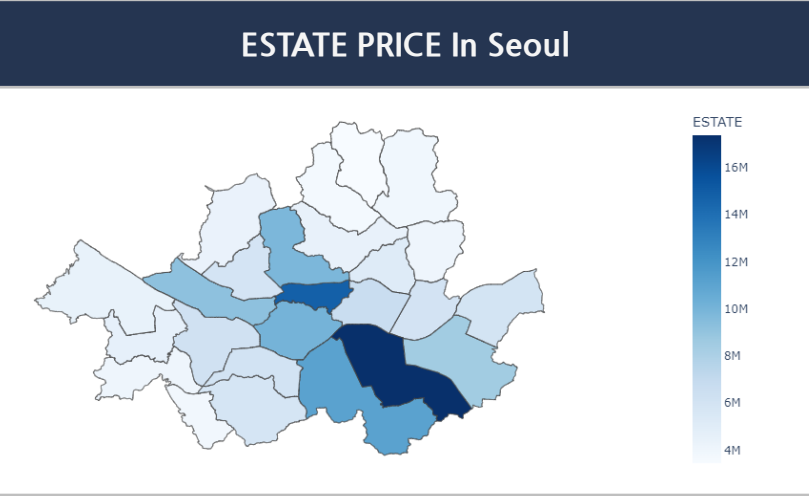 ESTATE PRICE In Seoul
ESTATE
16M
14M
12M
10M
8M
6M
4M